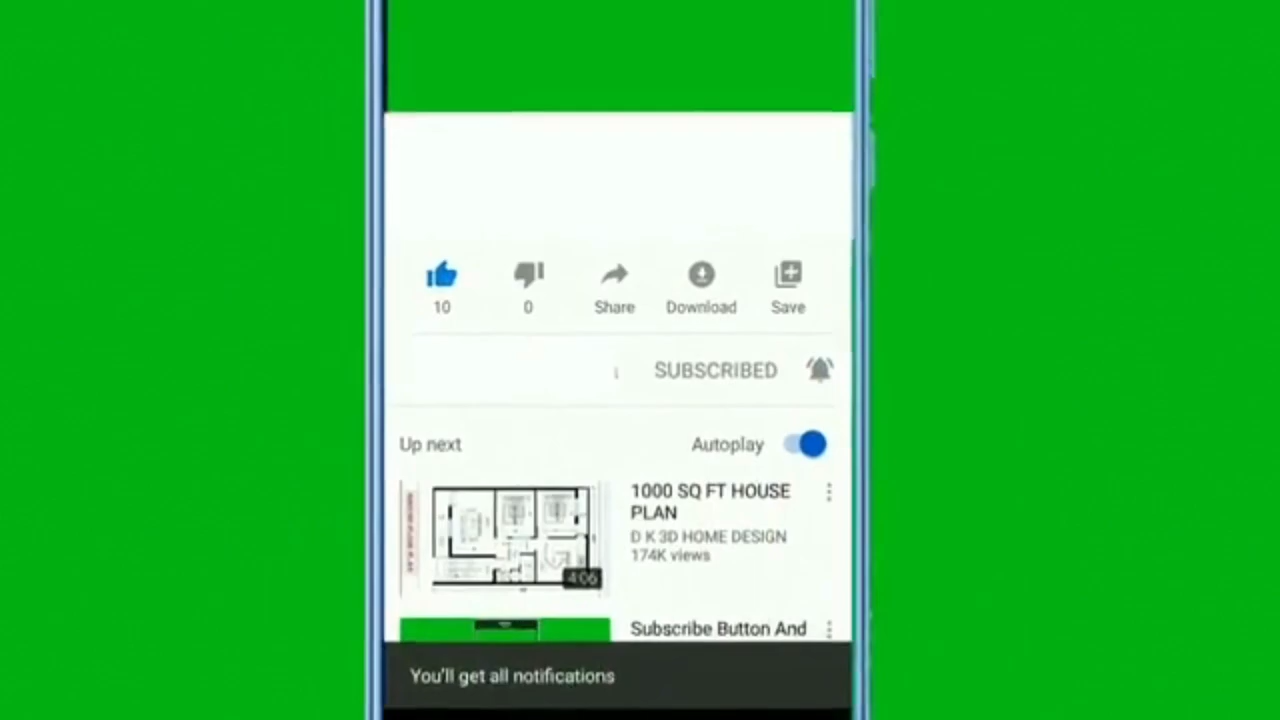 10
0
Share
Download
Save
SUBSCRIBED
Up next
Autoplay
1000 SQ FT HOUSE
PLAN
D K 3D HOME DESIGN
174K views
4:06
Subscribe Button And
You'll get all notifications